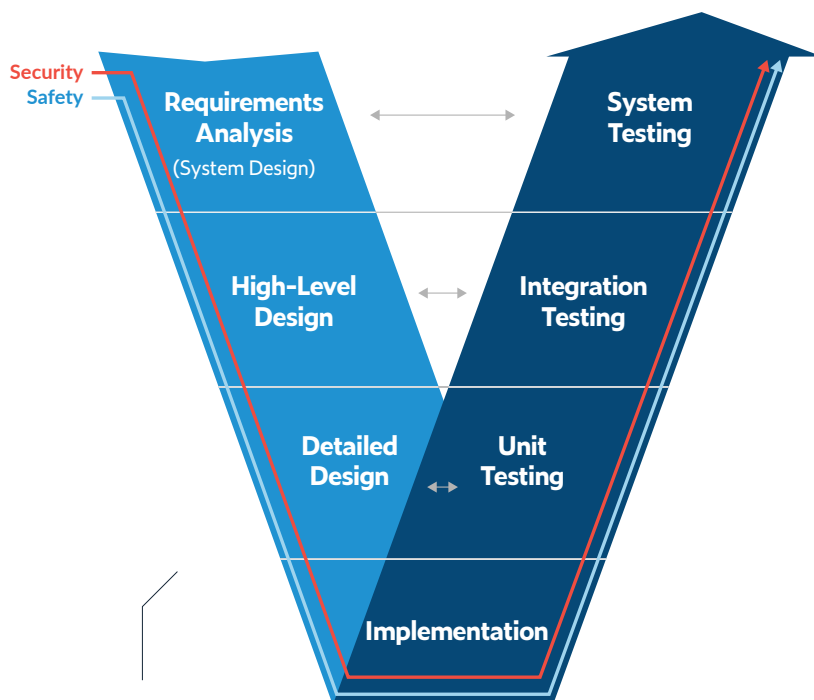 Security
Safety
Requirements
Analysis
(System Design)
System
Testing
High-Level
Design
Integration
Testing
Detailed
Design
Unit
Testing
Implementation